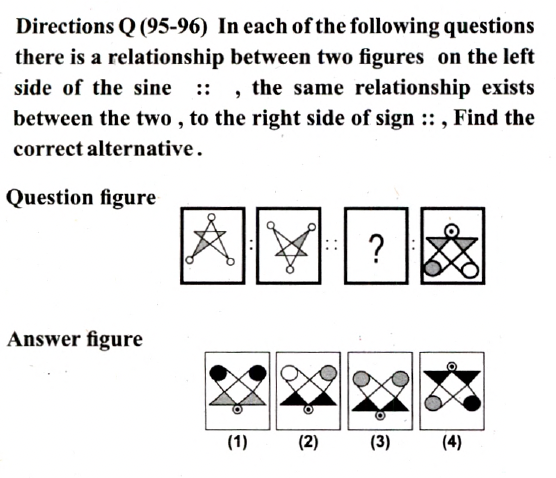 Directions Q (95-96) In each of the following questions
there is a relationship between two figures on the left
side of the sine :: , the same relationship exists
between the two , to the right side of sign :: , Find the
correct alternative .
Question figure
: :: ? :
Answer figure
(1) (2) (3) (4)